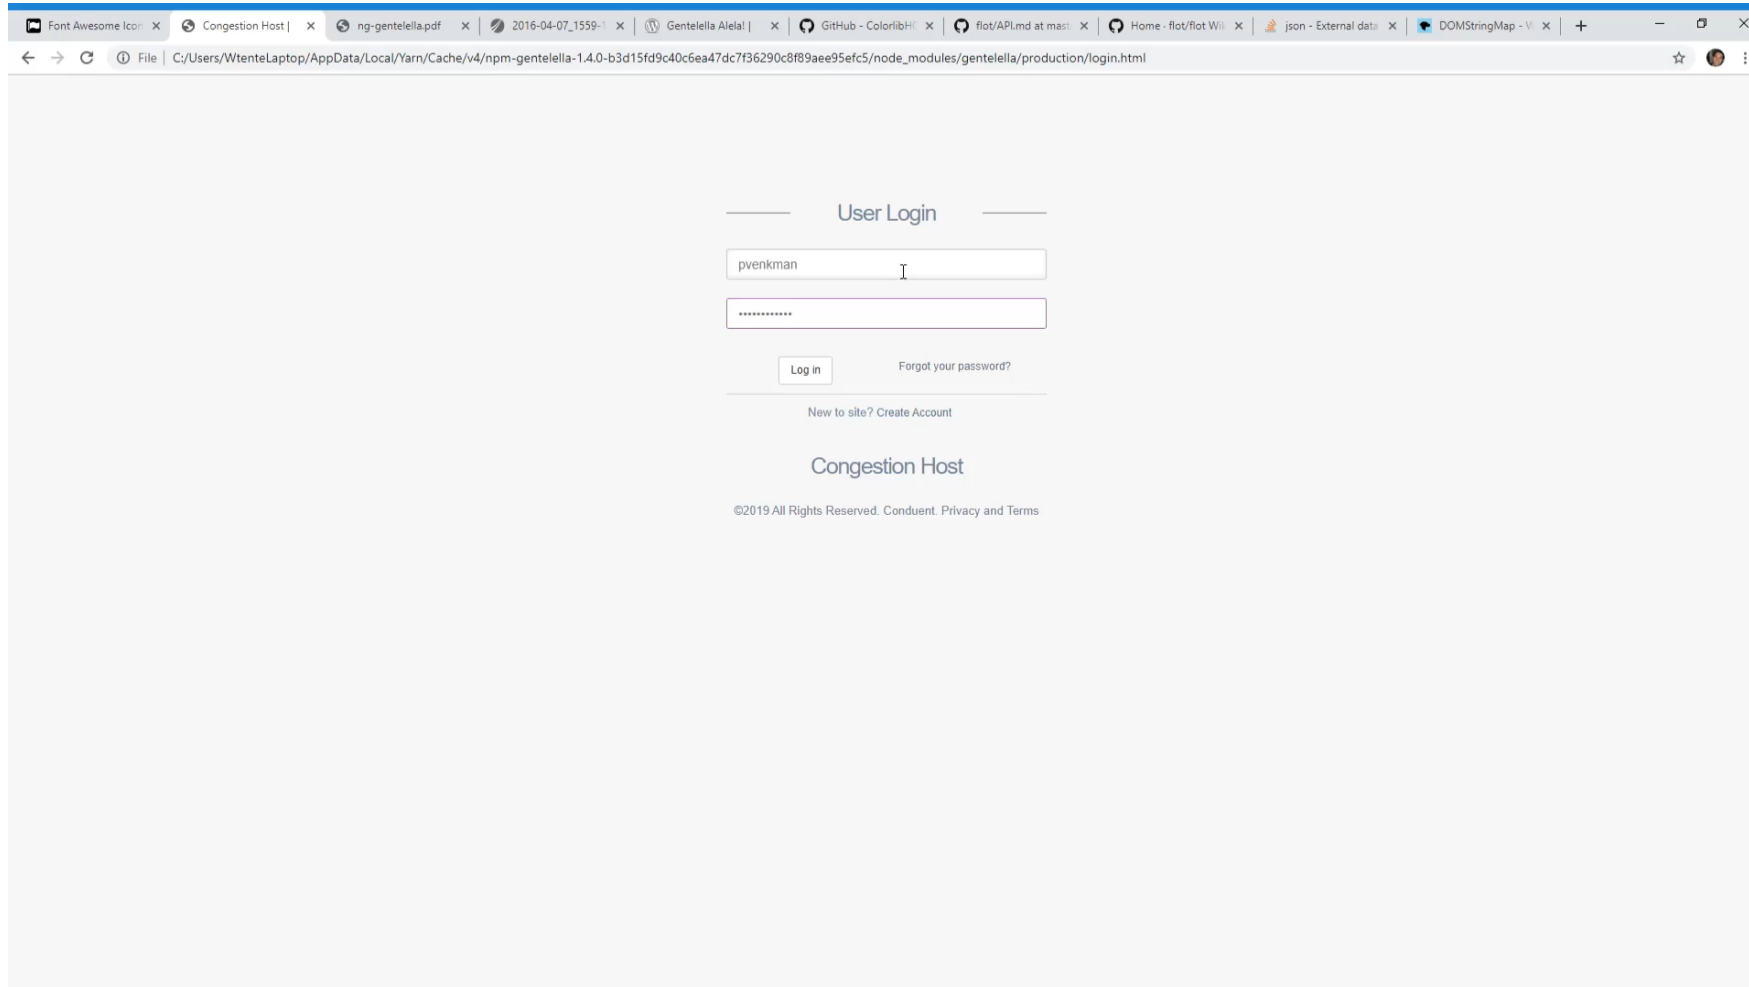 Font Awesome Icon
Congestion Host |
ng-gentelella.pdf
2016-04-07_1559-1
Gentelella Alela! |
GitHub - ColorlibHQ
flot/API.md at mast
Home · flot/flot Wiki
json - External data
DOMStringMap - W
File
C:/Users/WtenteLaptop/AppData/Local/Yarn/Cache/v4/npm-gentelella-1.4.0-b3d15fd9c40c6ea47dc7f36290c8f89aee95efc5/node_modules/gentelella/production/login.html
User Login
pvenkman
••••••••••••
Log in
Forgot your password?
New to site? Create Account
Congestion Host
©2019 All Rights Reserved. Conduent. Privacy and Terms